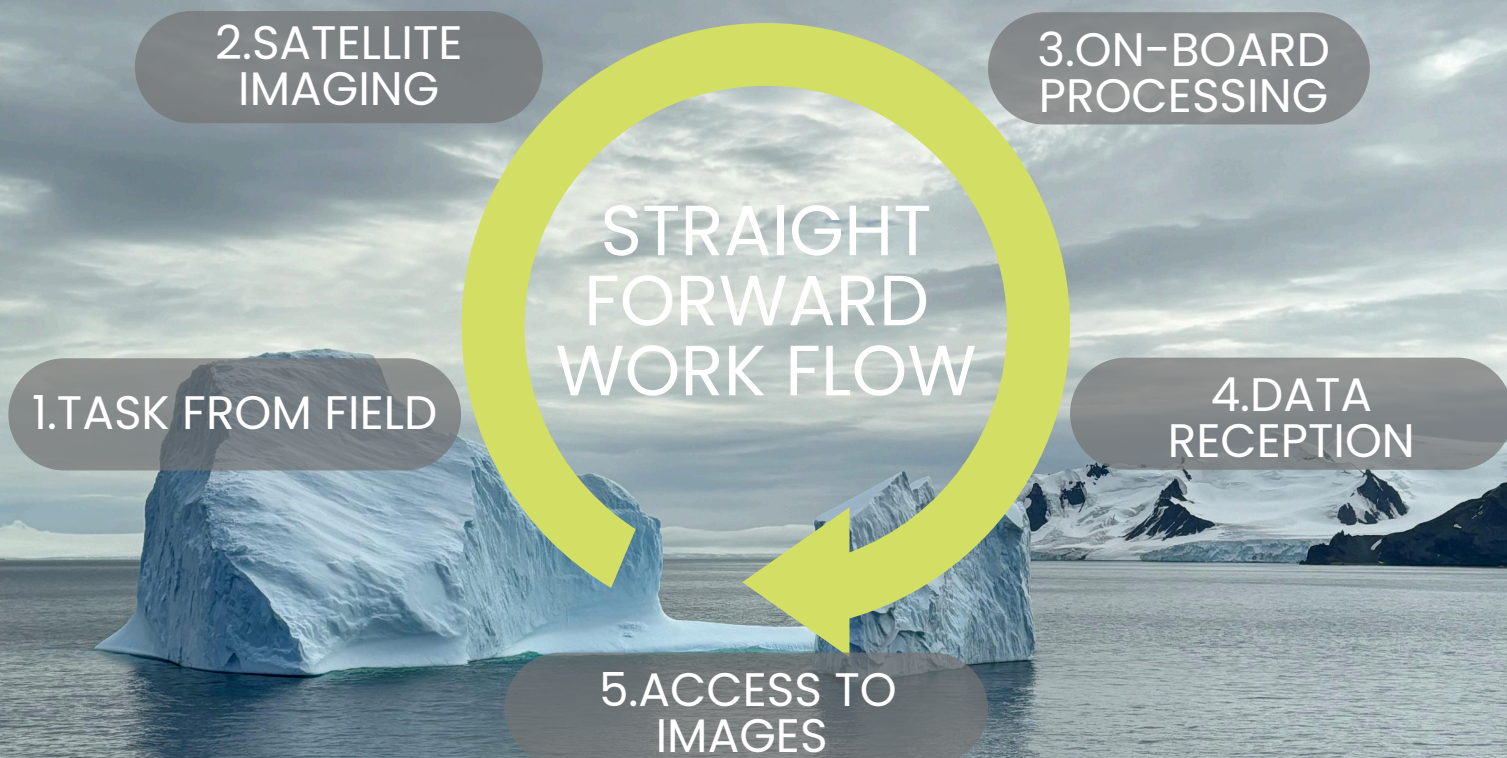 2.SATELLITE
IMAGING
3.ON-BOARD
PROCESSING
STRAIGHT
FORWARD
WORK FLOW
1.TASK FROM FIELD
4.DATA
RECEPTION
5.ACCESS TO
IMAGES